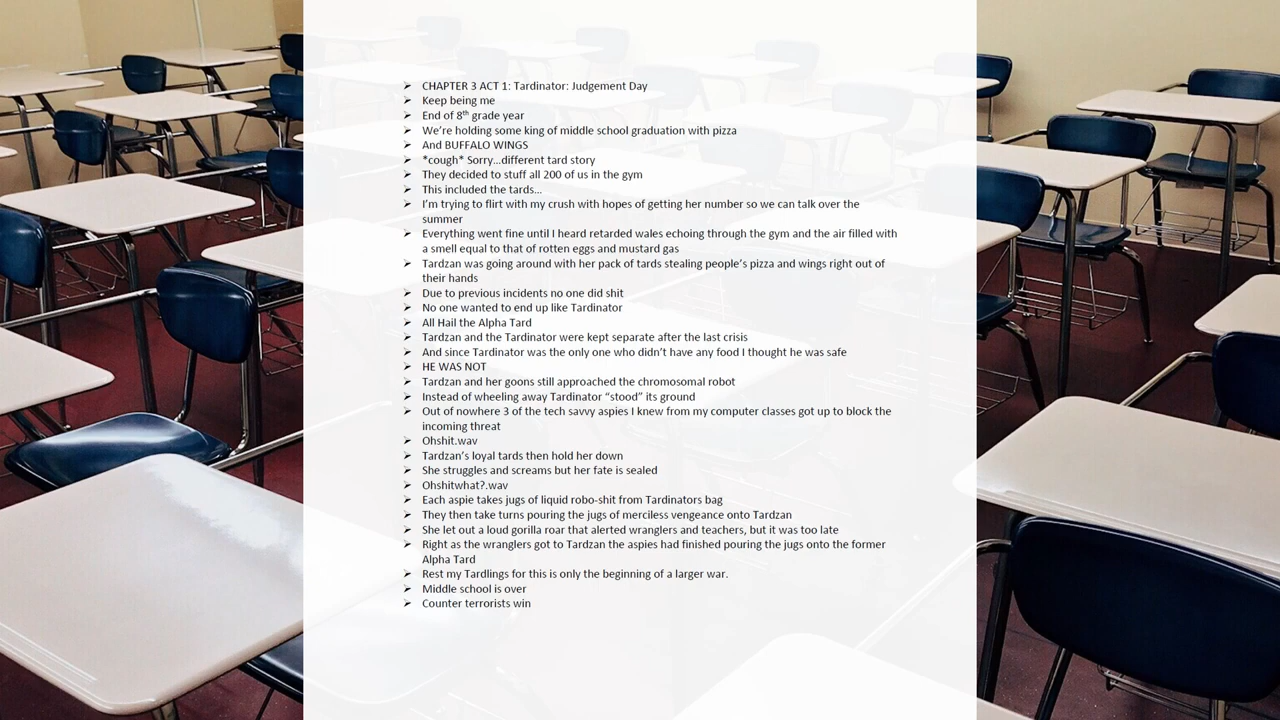 ➢ CHAPTER 3 ACT 1: Tardinator: Judgement Day
➢ Keep being me
➢ End of 8th grade year
➢ We're holding some king of middle school graduation with pizza
➢ And BUFFALO WINGS
➢ *cough* Sorry...different tard story
➢ They decided to stuff all 200 of us in the gym
➢ This included the tards...
➢ I'm trying to flirt with my crush with hopes of getting her number so we can talk over the
summer
➢ Everything went fine until I heard retarded wales echoing through the gym and the air filled with
a smell equal to that of rotten eggs and mustard gas
➢ Tardzan was going around with her pack of tards stealing people's pizza and wings right out of
their hands
➢ Due to previous incidents no one did shit
➢ No one wanted to end up like Tardinator
➢ All Hail the Alpha Tard
➢ Tardzan and the Tardinator were kept separate after the last crisis
➢ And since Tardinator was the only one who didn't have any food I thought he was safe
➢ HE WAS NOT
➢ Tardzan and her goons still approached the chromosomal robot
➢ Instead of wheeling away Tardinator "stood" its ground
➢ Out of nowhere 3 of the tech savvy aspies I knew from my computer classes got up to block the
incoming threat
➢ Ohshit.wav
➢ Tardzan's loyal tards then hold her down
➢ She struggles and screams but her fate is sealed
➢ Ohshitwhat?.wav
➢ Each aspie takes jugs of liquid robo-shit from Tardinators bag
➢ They then take turns pouring the jugs of merciless vengeance onto Tardzan
➢ She let out a loud gorilla roar that alerted wranglers and teachers, but it was too late
➢ Right as the wranglers got to Tardzan the aspies had finished pouring the jugs onto the former
Alpha Tard
➢ Rest my Tardlings for this is only the beginning of a larger war.
➢ Middle school is over
➢ Counter terrorists win